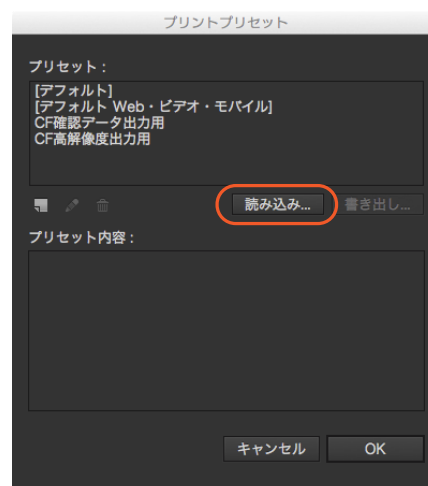 プリントプリセット
プリセット：
[デフォルト]
[デフォルト Web・ビデオ・モバイル]
CF確認データ出力用
CF高解像度出力用
読み込み... 書き出し...
プリセット内容：
キャンセル OK